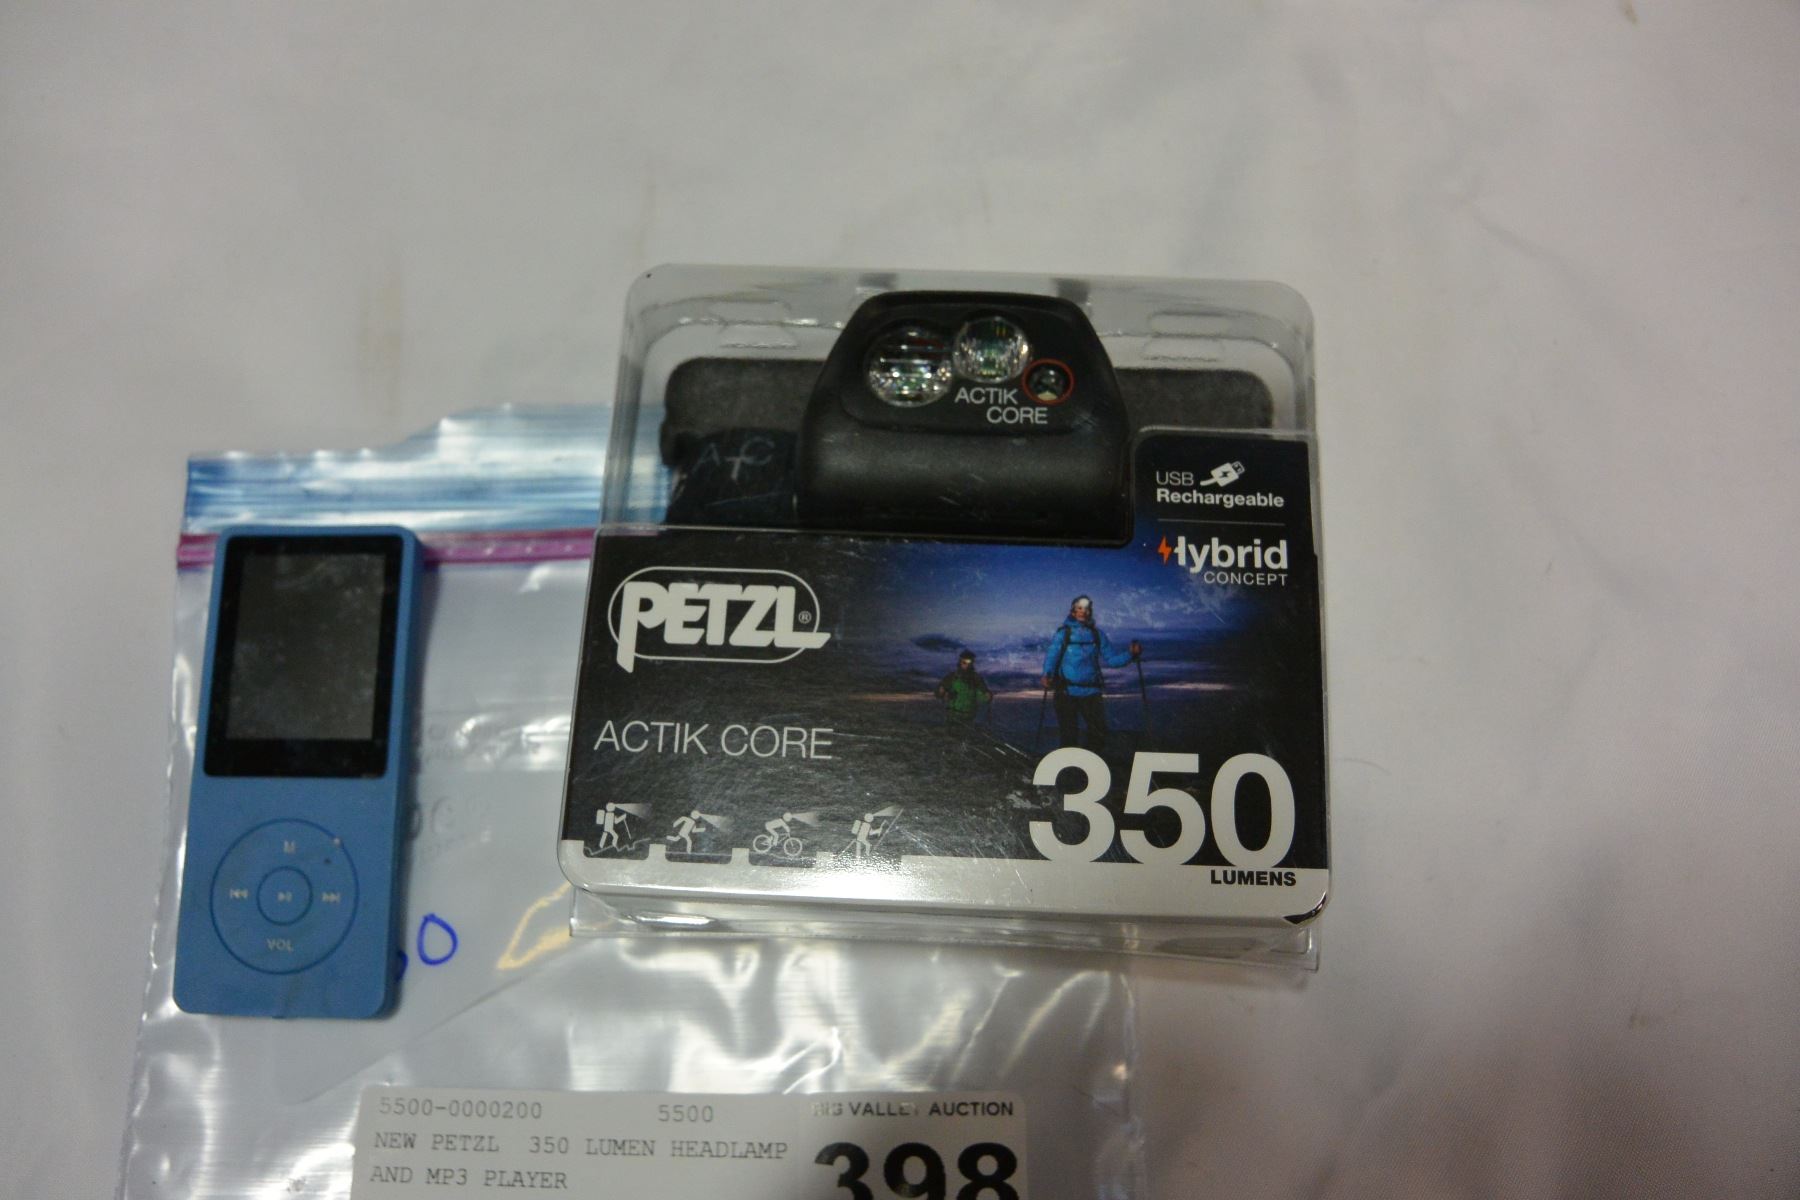 ACTIK
CORE
USB
Rechargeable
Hybrid
CONCEPT
PETZL®
ACTIK CORE
350
LUMENS
M
VOL
0
5500-0000200 5500 BIG VALLEY AUCTION
NEW PETZL 350 LUMEN HEADLAMP
AND MP3 PLAYER
398